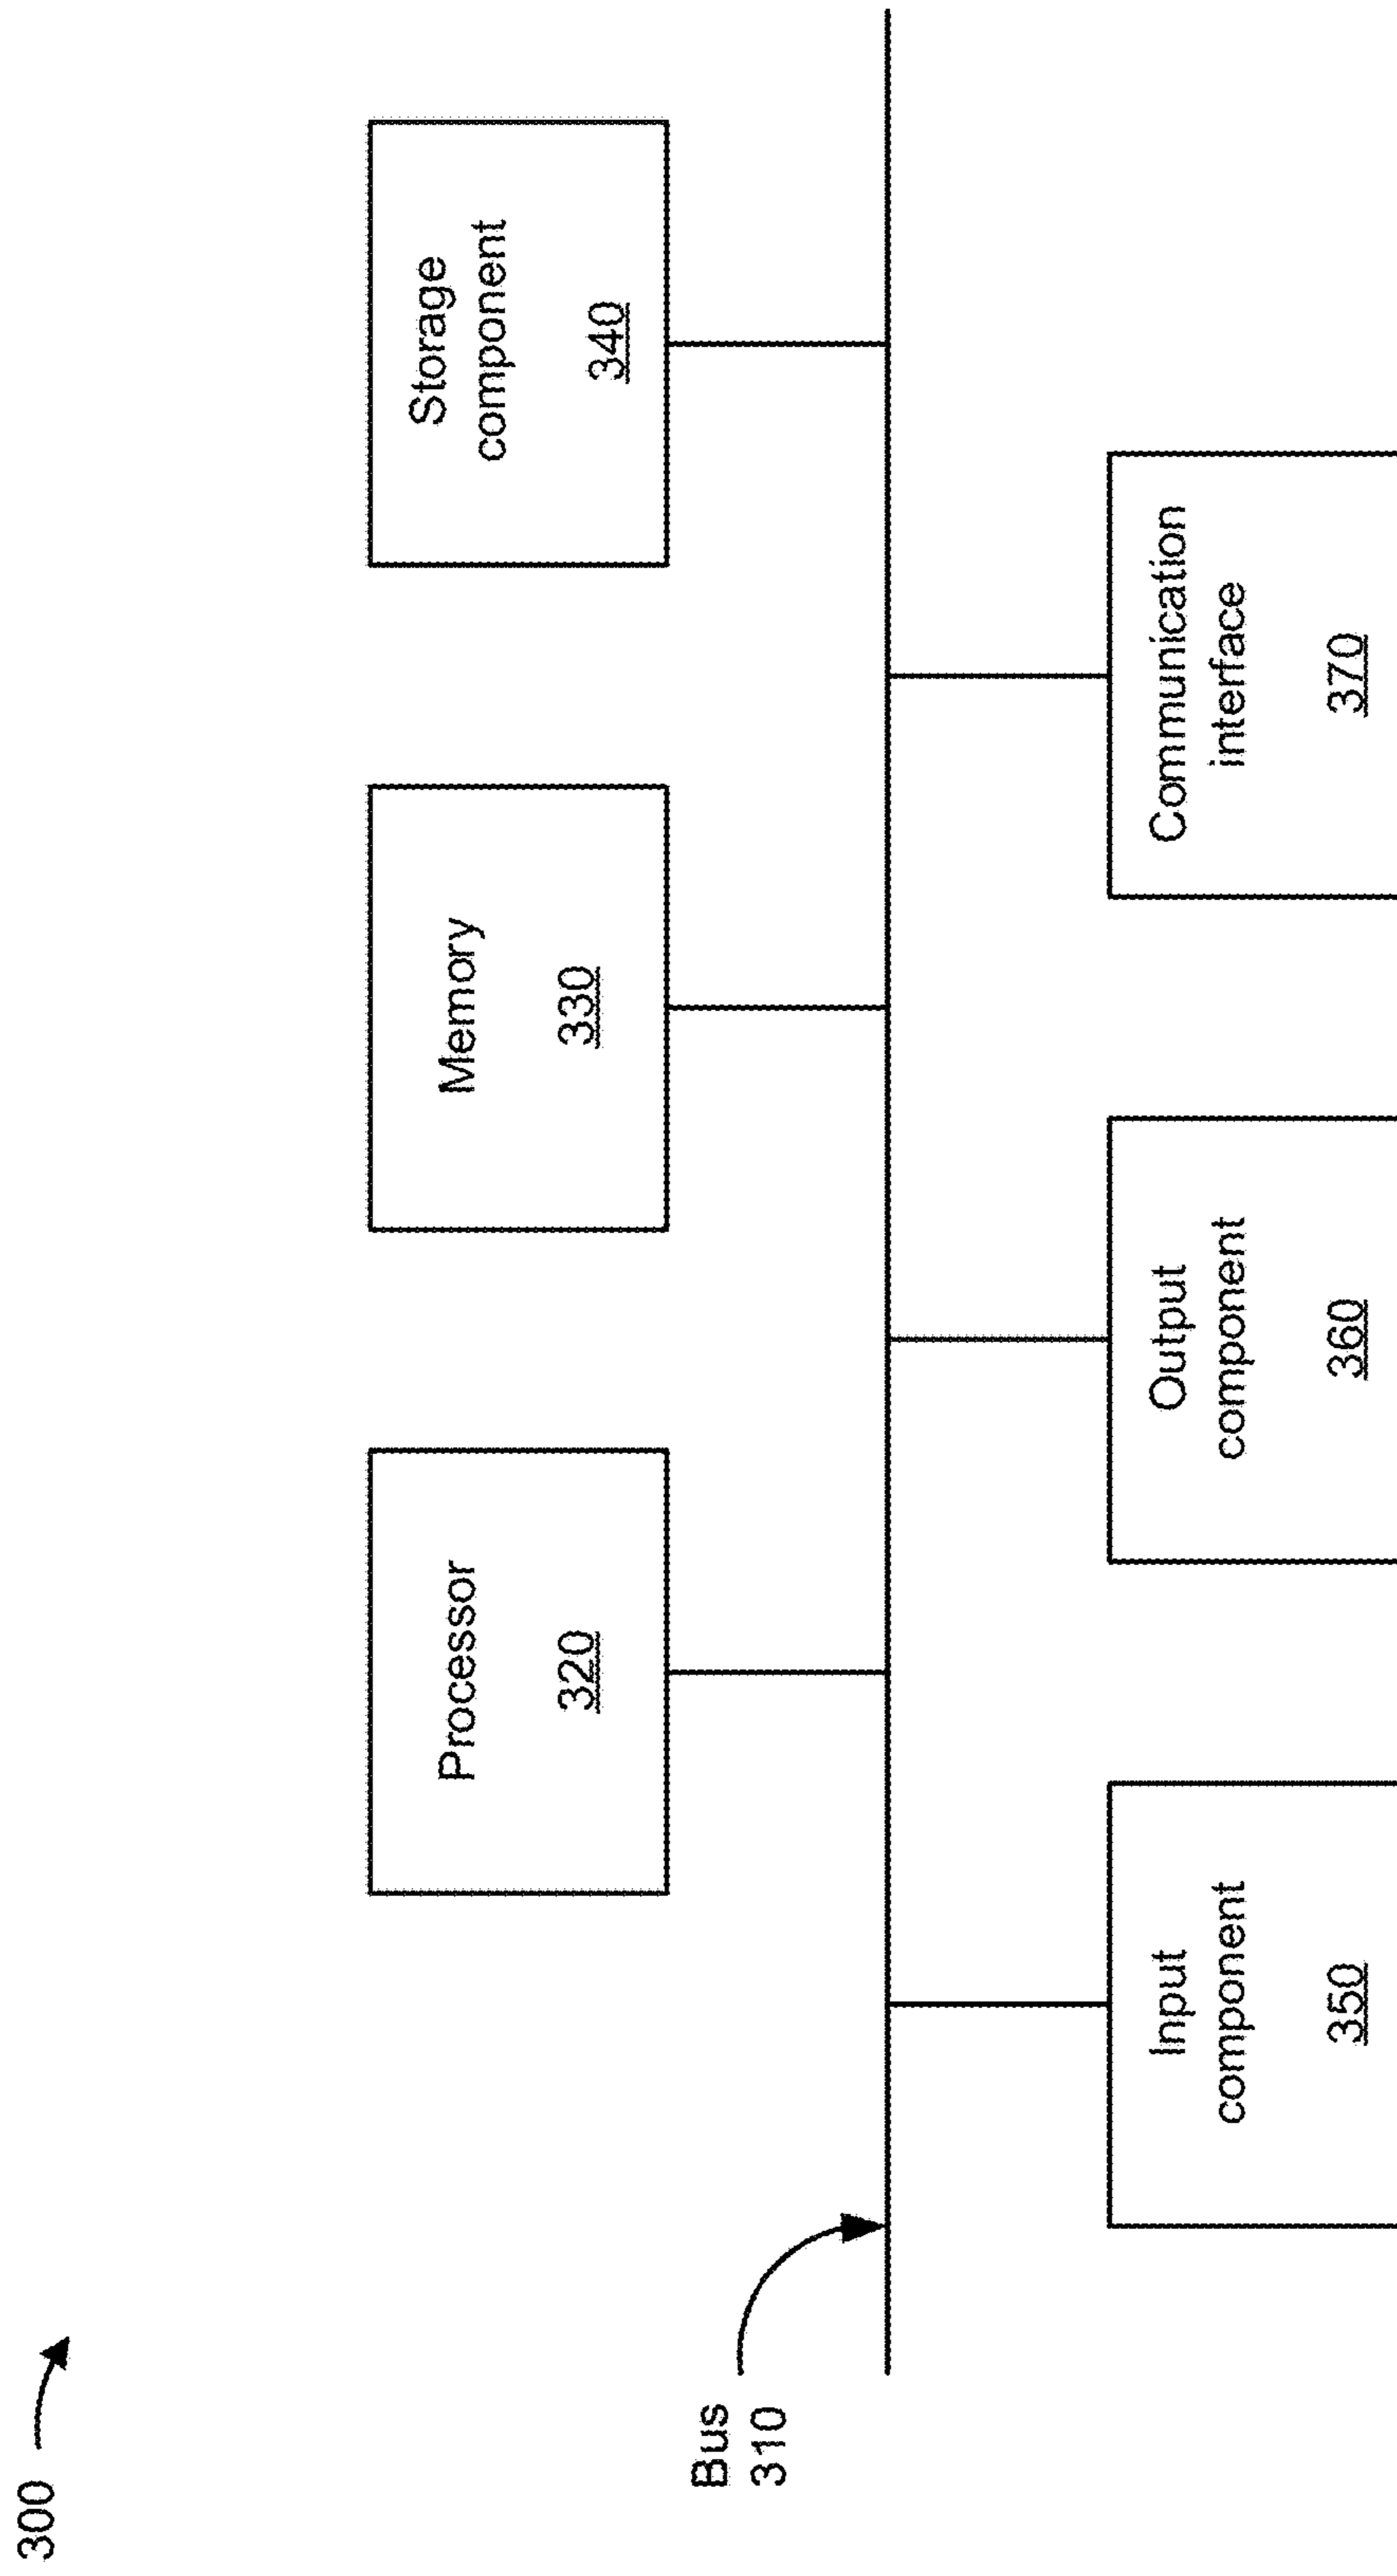 300
Bus
310
Processor
320
Memory
330
Storage
component
340
Input
component
350
Output
component
360
Communication
interface
370